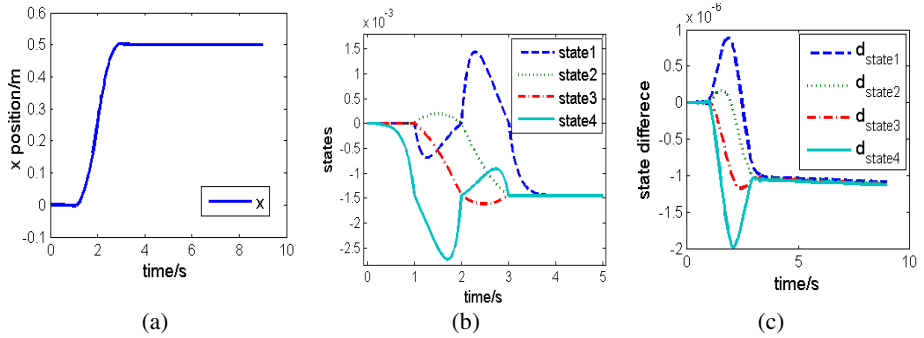 0.6
0.5
0.4
0.3
0.2
0.1
0
-0.1
0 2 4 6 8 10
x position/m
time/s
x
(a)
×10⁻³
1.5
1
0.5
0
-0.5
-1
-1.5
-2
-2.5
0 1 2 3 4 5
states
time/s
state1
state2
state3
state4
(b)
×10⁻⁶
1
0.5
0
-0.5
-1
-1.5
-2
0 5 10
state differece
time/s
d_state1
d_state2
d_state3
d_state4
(c)